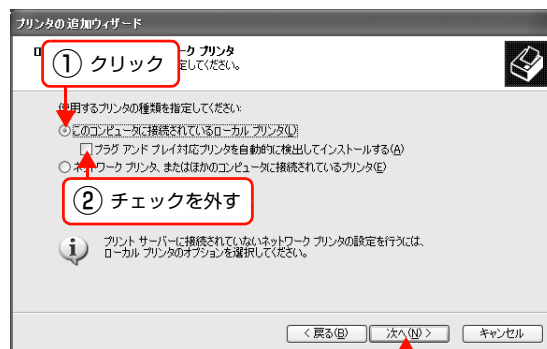 プリンタの追加ウィザード
ーク プリンタ
定してください。
① クリック
使用するプリンタの種類を指定してください:
このコンピュータに接続されているローカル プリンタ(L)
プラグ アンド プレイ対応プリンタを自動的に検出してインストールする(A)
ネットワーク プリンタ、またはほかのコンピュータに接続されているプリンタ(E)
② チェックを外す
プリント サーバーに接続されていないネットワーク プリンタの設定を行うには、
ローカル プリンタのオプションを選択してください。
< 戻る(B)
次へ(N) >
キャンセル